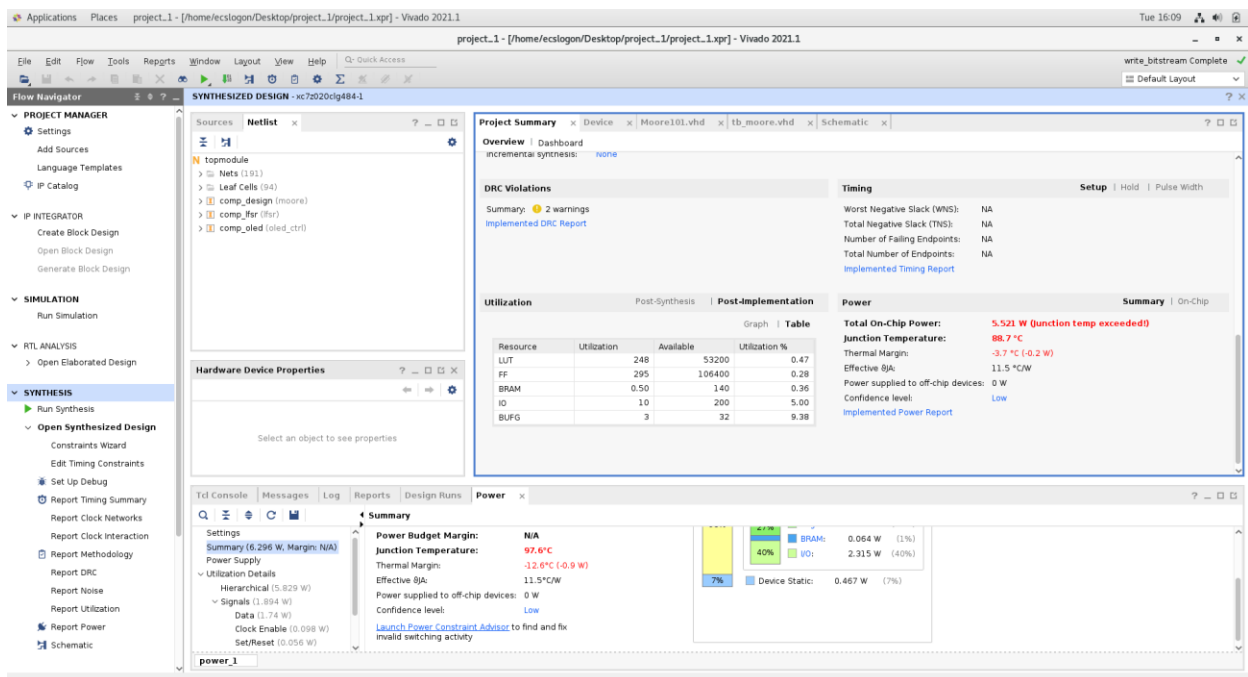 Applications Places project_1 - [/home/ecslogon/Desktop/project_1/project_1.xpr] - Vivado 2021.1 Tue 16:09
project_1 - [/home/ecslogon/Desktop/project_1/project_1.xpr] - Vivado 2021.1
File Edit Flow Tools Reports Window Layout View Help Q- Quick Access write_bitstream Complete
Default Layout
Flow Navigator
PROJECT MANAGER
Settings
Add Sources
Language Templates
IP Catalog
IP INTEGRATOR
Create Block Design
Open Block Design
Generate Block Design
SIMULATION
Run Simulation
RTL ANALYSIS
Open Elaborated Design
SYNTHESIS
Run Synthesis
Open Synthesized Design
Constraints Wizard
Edit Timing Constraints
Set Up Debug
Report Timing Summary
Report Clock Networks
Report Clock Interaction
Report Methodology
Report DRC
Report Noise
Report Utilization
Report Power
Schematic
SYNTHESIZED DESIGN - xc7z020clg484-1
Sources Netlist
N topmodule
Nets (191)
Leaf Cells (94)
comp_design (moore)
comp_lfsr (lfsr)
comp_oled (oled_ctrl)
Hardware Device Properties
Select an object to see properties
Project Summary Device Moore101.vhd tb_moore.vhd Schematic
Overview | Dashboard
Incremental synthesis: None
DRC Violations
Summary: 2 warnings
Implemented DRC Report
Timing Setup | Hold | Pulse Width
Worst Negative Slack (WNS): NA
Total Negative Slack (TNS): NA
Number of Failing Endpoints: NA
Total Number of Endpoints: NA
Implemented Timing Report
Utilization Post-Synthesis | Post-Implementation
Graph | Table
Resource Utilization Available Utilization %
LUT 248 53200 0.47
FF 295 106400 0.28
BRAM 0.50 140 0.36
IO 10 200 5.00
BUFG 3 32 9.38
Power Summary | On-Chip
Total On-Chip Power: 5.521 W (Junction temp exceeded!)
Junction Temperature: 88.7 °C
Thermal Margin: -3.7 °C (-0.2 W)
Effective ϑJA: 11.5 °C/W
Power supplied to off-chip devices: 0 W
Confidence level: Low
Implemented Power Report
Tcl Console Messages Log Reports Design Runs Power
Summary
Settings
Summary (6.296 W, Margin: N/A)
Power Supply
Utilization Details
Hierarchical (5.829 W)
Signals (1.894 W)
Data (1.74 W)
Clock Enable (0.098 W)
Set/Reset (0.056 W)
Power Budget Margin: N/A
Junction Temperature: 97.6°C
Thermal Margin: -12.6°C (-0.9 W)
Effective ϑJA: 11.5°C/W
Power supplied to off-chip devices: 0 W
Confidence level: Low
Launch Power Constraint Advisor to find and fix
invalid switching activity
27%
BRAM: 0.064 W (1%)
40% I/O: 2.315 W (40%)
7% Device Static: 0.467 W (7%)
power_1